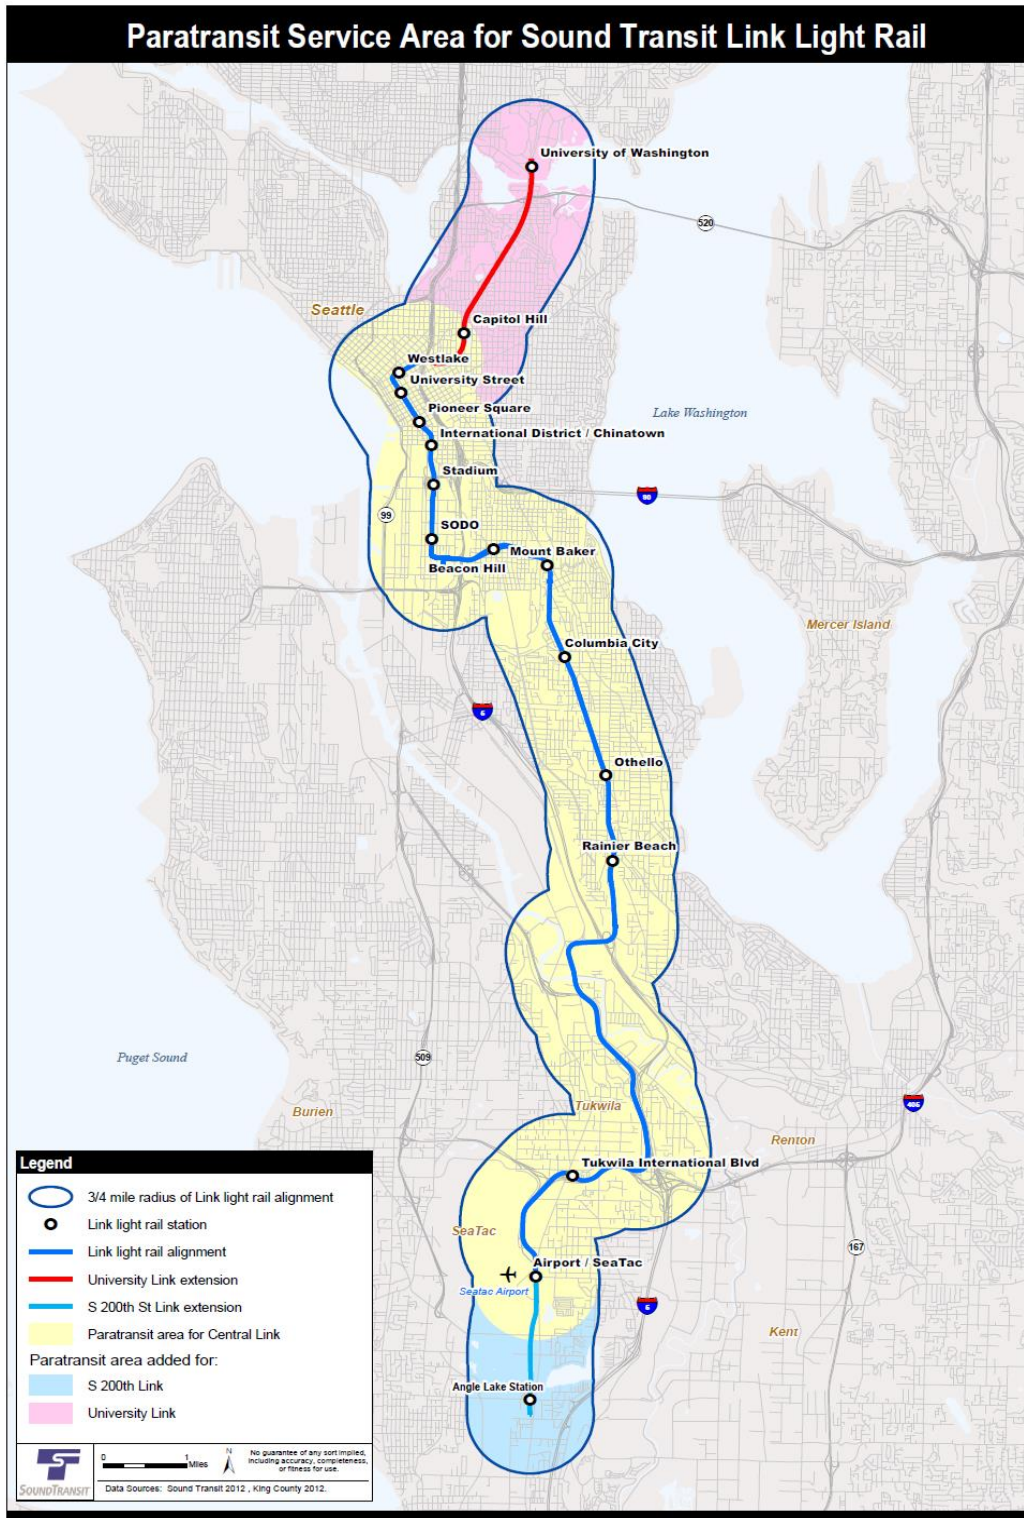 Paratransit Service Area for Sound Transit Link Light Rail
University of Washington
520
Seattle
Capitol Hill
Westlake
University Street
Pioneer Square
Lake Washington
International District / Chinatown
Stadium
90
99
SODO
Mount Baker
Beacon Hill
Mercer Island
Columbia City
5
Othello
Rainier Beach
Puget Sound
509
405
Burien
Tukwila
Renton
Tukwila International Blvd
SeaTac
167
Airport / SeaTac
Seatac Airport
5
Kent
Angle Lake Station
Legend
3/4 mile radius of Link light rail alignment
Link light rail station
Link light rail alignment
University Link extension
S 200th St Link extension
Paratransit area for Central Link
Paratransit area added for:
S 200th Link
University Link
SOUNDTRANSIT
0 1
Miles
N
No guarantee of any sort implied,
including accuracy, completeness,
or fitness for use.
Data Sources: Sound Transit 2012 , King County 2012.